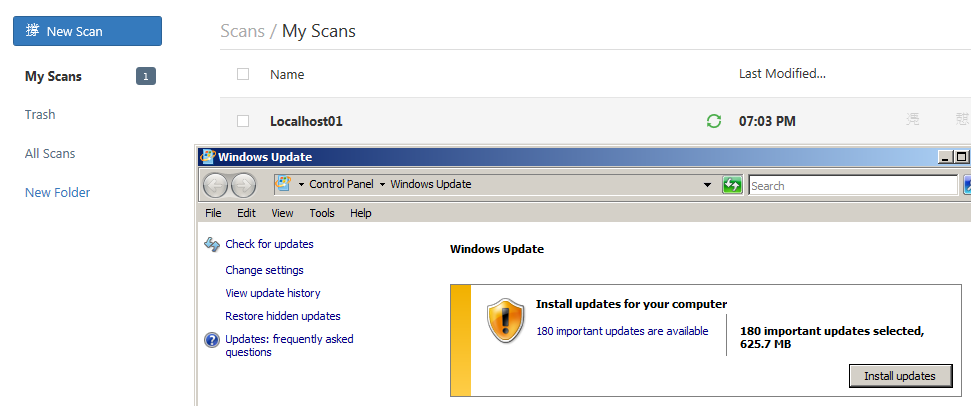 New Scan
Scans / My Scans
My Scans
1
Name
Last Modified...
Trash
Localhost01
07:03 PM
All Scans
New Folder
Windows Update
Control Panel
Windows Update
Search
File Edit View Tools Help
Check for updates
Windows Update
Change settings
View update history
Restore hidden updates
Updates: frequently asked
questions
Install updates for your computer
180 important updates are available
180 important updates selected,
625.7 MB
Install updates